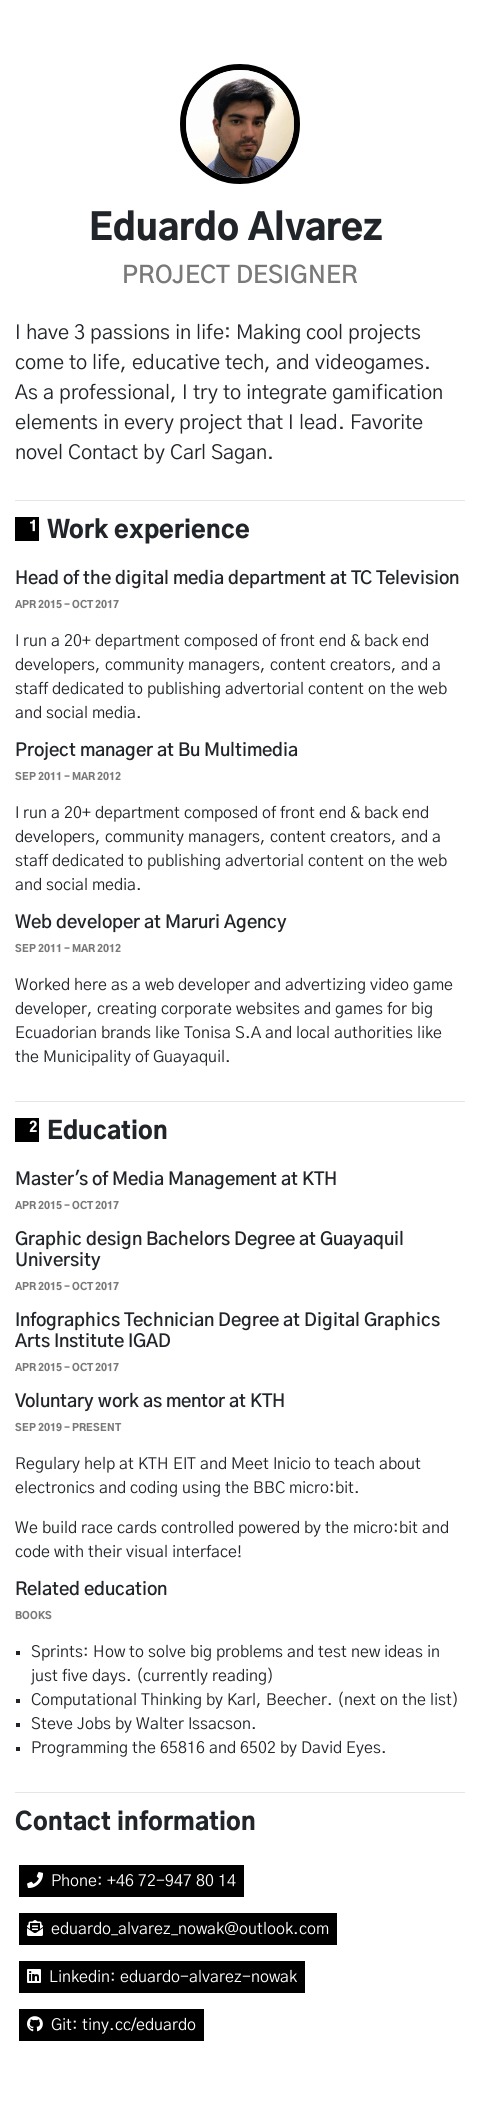 Eduardo Alvarez
PROJECT DESIGNER
I have 3 passions in life: Making cool projects
come to life, educative tech, and videogames.
As a professional, I try to integrate gamification
elements in every project that I lead. Favorite
novel Contact by Carl Sagan.
1 Work experience
Head of the digital media department at TC Television
APR 2015 - OCT 2017
I run a 20+ department composed of front end & back end
developers, community managers, content creators, and a
staff dedicated to publishing advertorial content on the web
and social media.
Project manager at Bu Multimedia
SEP 2011 - MAR 2012
I run a 20+ department composed of front end & back end
developers, community managers, content creators, and a
staff dedicated to publishing advertorial content on the web
and social media.
Web developer at Maruri Agency
SEP 2011 - MAR 2012
Worked here as a web developer and advertizing video game
developer, creating corporate websites and games for big
Ecuadorian brands like Tonisa S.A and local authorities like
the Municipality of Guayaquil.
2 Education
Master's of Media Management at KTH
APR 2015 - OCT 2017
Graphic design Bachelors Degree at Guayaquil
University
APR 2015 - OCT 2017
Infographics Technician Degree at Digital Graphics
Arts Institute IGAD
APR 2015 - OCT 2017
Voluntary work as mentor at KTH
SEP 2019 - PRESENT
Regulary help at KTH EIT and Meet Inicio to teach about
electronics and coding using the BBC micro:bit.
We build race cards controlled powered by the micro:bit and
code with their visual interface!
Related education
BOOKS
▪ Sprints: How to solve big problems and test new ideas in
just five days. (currently reading)
▪ Computational Thinking by Karl, Beecher. (next on the list)
▪ Steve Jobs by Walter Issacson.
▪ Programming the 65816 and 6502 by David Eyes.
Contact information
Phone: +46 72-947 80 14
eduardo_alvarez_nowak@outlook.com
Linkedin: eduardo-alvarez-nowak
Git: tiny.cc/eduardo